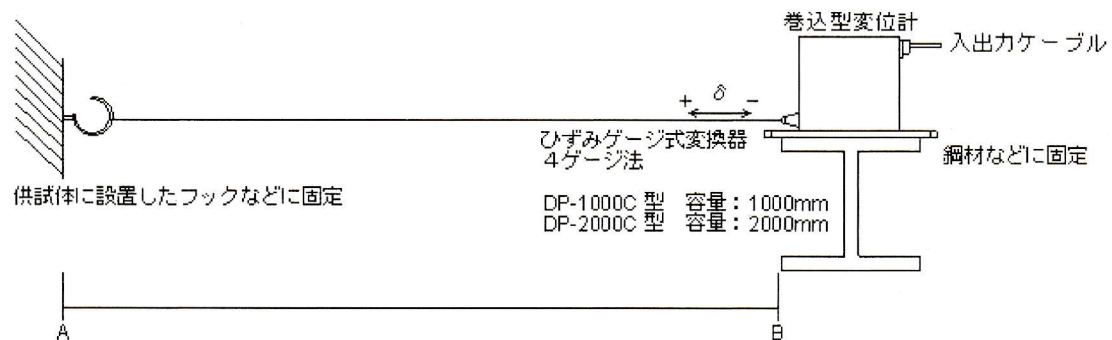 巻込型変位計
入出力ケーブル
+ δ -
ひずみゲージ式変換器
4ゲージ法
鋼材などに固定
供試体に設置したフックなどに固定
DP-1000C 型 容量：1000mm
DP-2000C 型 容量：2000mm
A
B